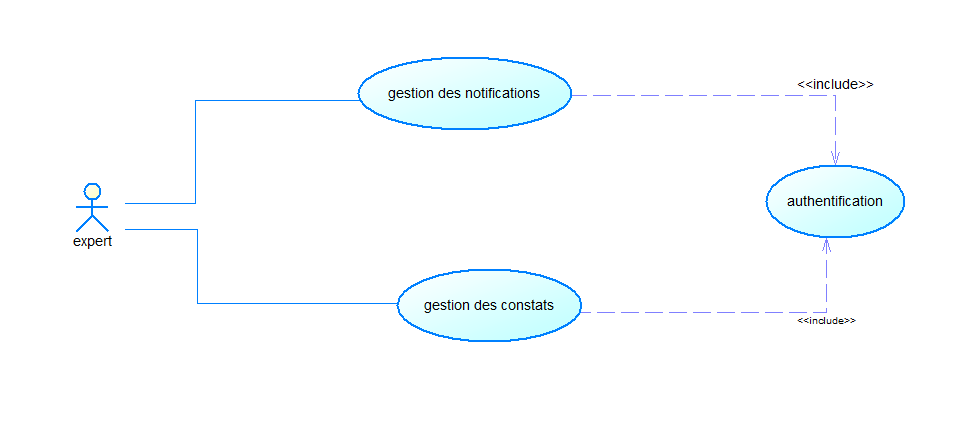 <<include>>
gestion des notifications
authentification
expert
gestion des constats
<<include>>